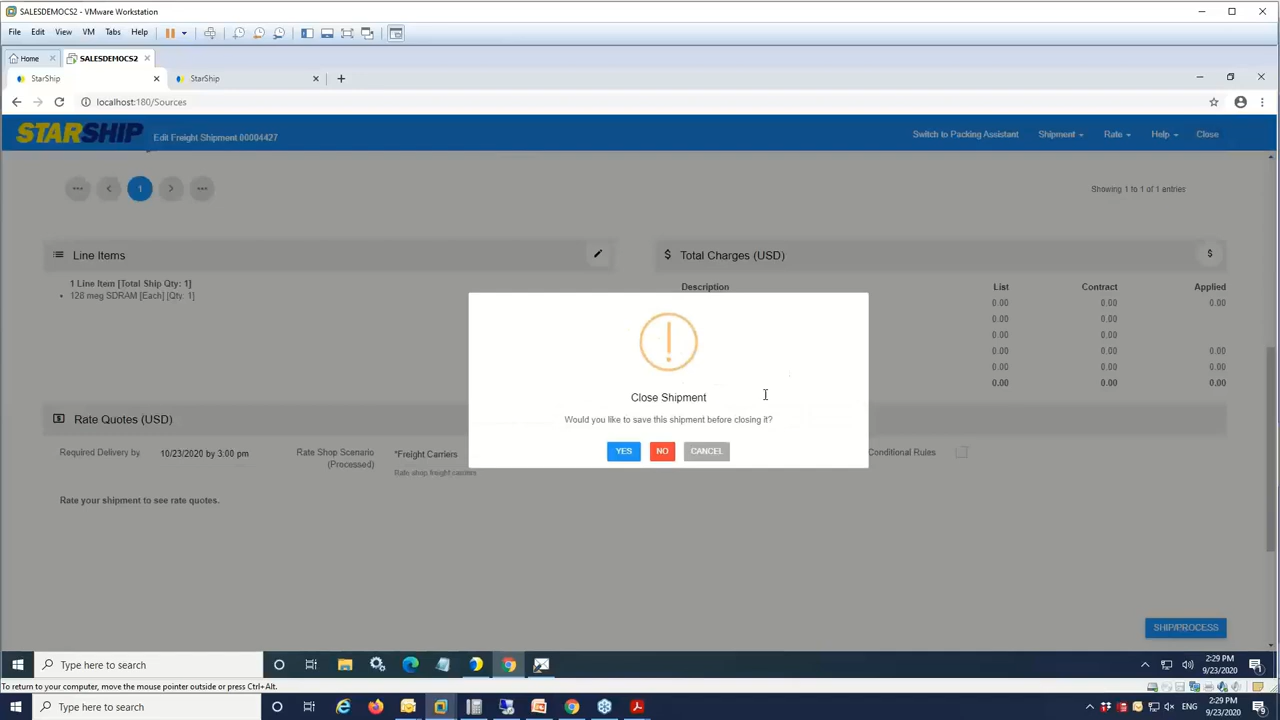 SALESDEMOCS2 - VMware Workstation
File Edit View VM Tabs Help
Home SALESDEMOCS2
StarShip StarShip
localhost:180/Sources
STARSHIP Edit Freight Shipment 00004427 Switch to Packing Assistant Shipment Rate Help Close
1 Showing 1 to 1 of 1 entries
Line Items Total Charges (USD)
1 Line Item [Total Ship Qty: 1] Description List Contract Applied
128 meg SDRAM [Each] [Qty. 1] 0.00 0.00 0.00
0.00 0.00
0.00 0.00
0.00 0.00 0.00
0.00 0.00 0.00
0.00 0.00 0.00
Close Shipment
Would you like to save this shipment before closing it?
YES NO CANCEL
Rate Quotes (USD)
Required Delivery by 10/23/2020 by 3:00 pm Rate Shop Scenario (Processed) *Freight Carriers Conditional Rules
Rate shop, freight carriers
Rate your shipment to see rate quotes.
SHIP/PROCESS
Type here to search 2:29 PM
9/23/2020
To return to your computer, move the mouse pointer outside or press Ctrl+Alt.
Type here to search ENG 2:29 PM
9/23/2020